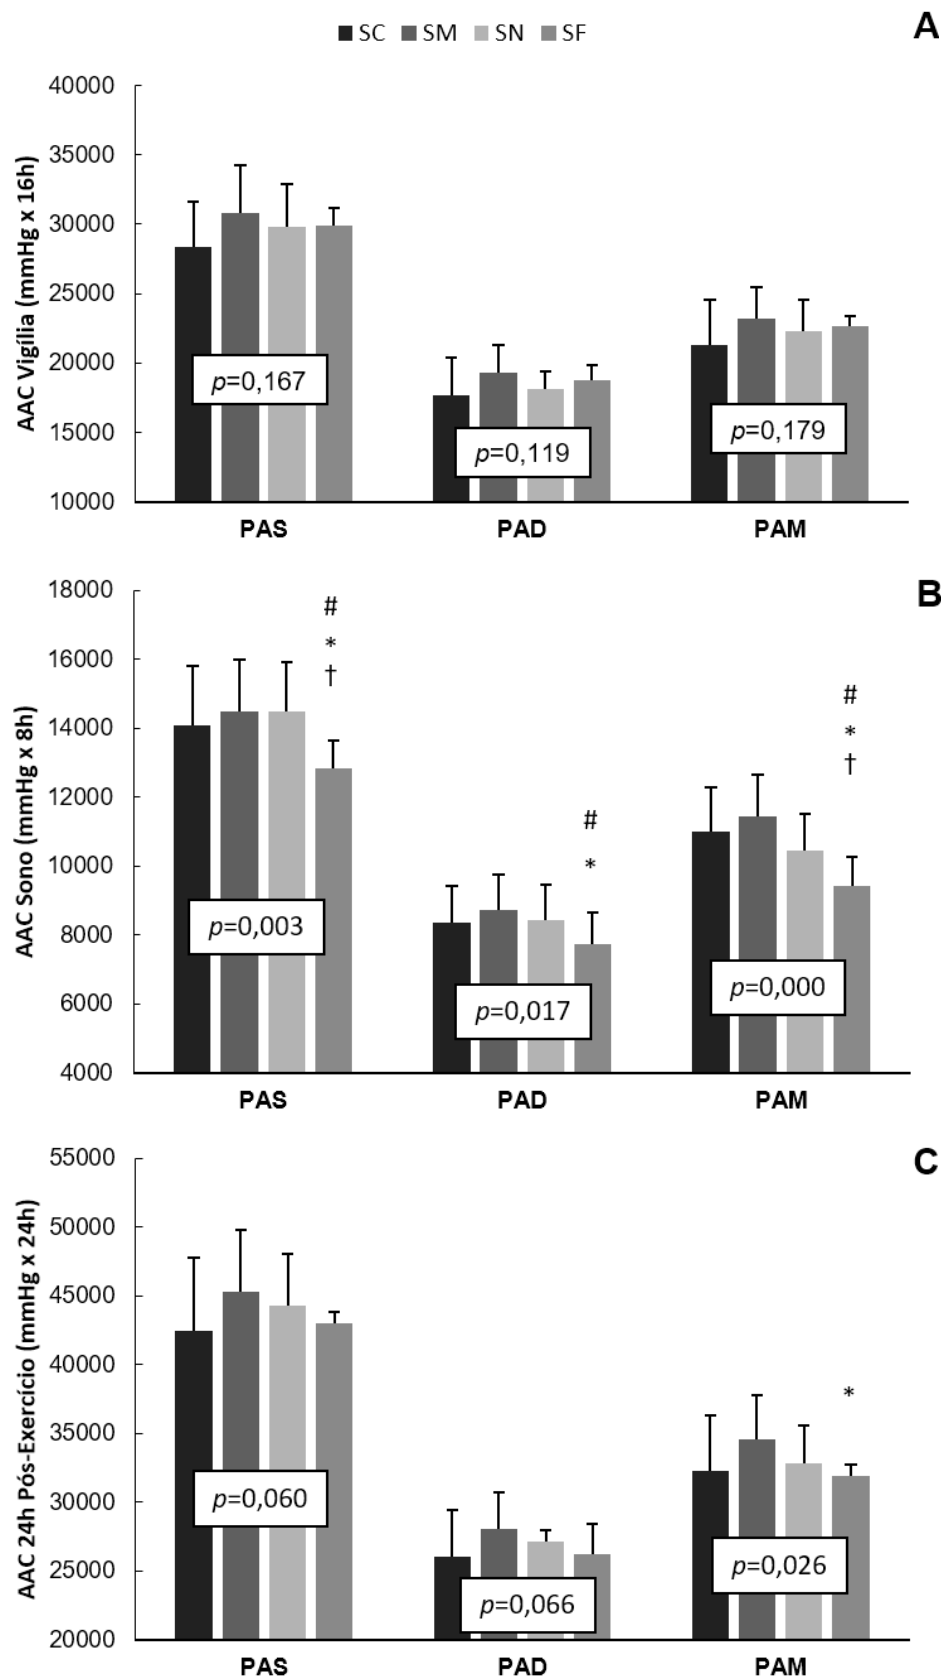 SC SM SN SF
A
AAC Vigília (mmHg x 16h)
40000
35000
30000
25000
20000
15000
10000
p=0,167
p=0,119
p=0,179
PAS PAD PAM
B
AAC Sono (mmHg x 8h)
18000
16000
14000
12000
10000
8000
6000
4000
#
*
†
#
*
#
*
†
p=0,003
p=0,017
p=0,000
PAS PAD PAM
C
AAC 24h Pós-Exercício (mmHg x 24h)
55000
50000
45000
40000
35000
30000
25000
20000
*
p=0,060
p=0,066
p=0,026
PAS PAD PAM